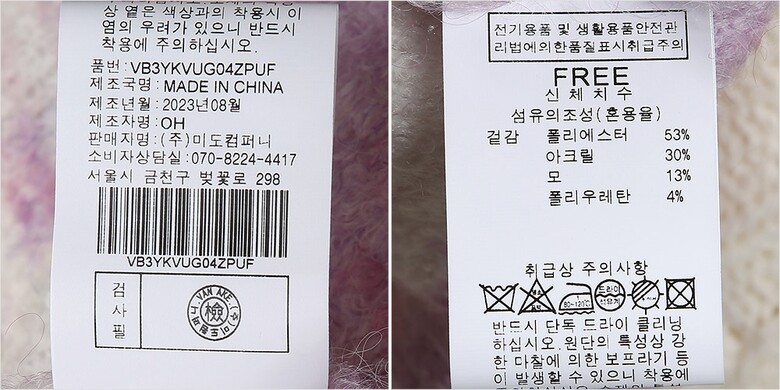 상 옅은 색상과의 착용시 이
염의 우려가 있으니 반드시
착용에 주의하십시오.
품번:VB3YKVUG04ZPUF
제조국명:MADE IN CHINA
제조년월:2023년08월
제조자명:OH
판매자명:(주)미도컴퍼니
소비자상담실:070-8224-4417
서울시 금천구 벚꽃로 298
VB3YKVUG04ZPUF
검사필
檢
전기용품 및 생활용품안전관
리법에의한품질표시취급주의
FREE
신체치수
섬유의조성(혼용율)
겉감 폴리에스터 53%
아크릴 30%
모 13%
폴리우레탄 4%
취급상 주의사항
80~120℃
드라이
반드시 단독 드라이 클리닝
하십시오. 원단의 특성상 강
한 마찰에 의한 보프라기 등
이 발생할 수 있으니 착용에